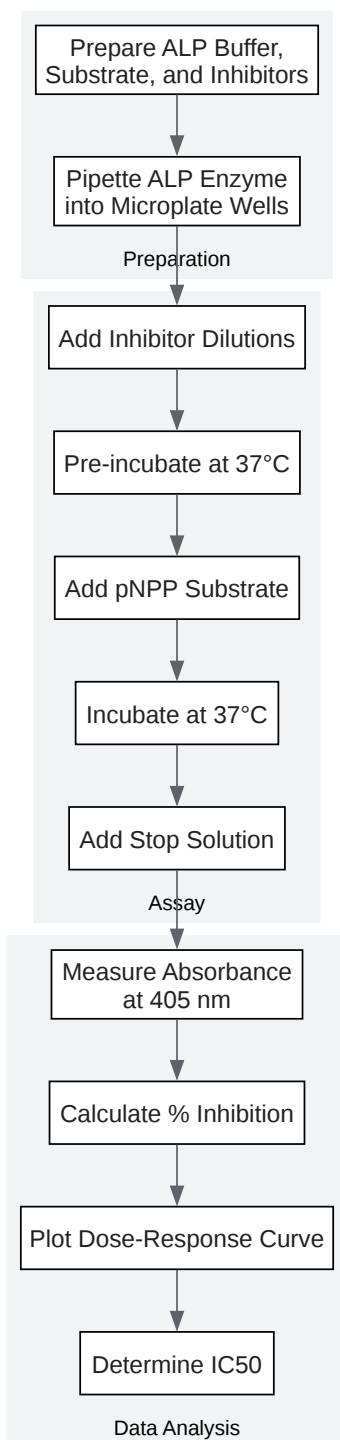 Prepare ALP Buffer,
Substrate, and Inhibitors
Pipette ALP Enzyme
into Microplate Wells
Preparation
Add Inhibitor Dilutions
Pre-incubate at 37°C
Add pNPP Substrate
Incubate at 37°C
Add Stop Solution
Assay
Measure Absorbance
at 405 nm
Calculate % Inhibition
Plot Dose-Response Curve
Determine IC50
Data Analysis